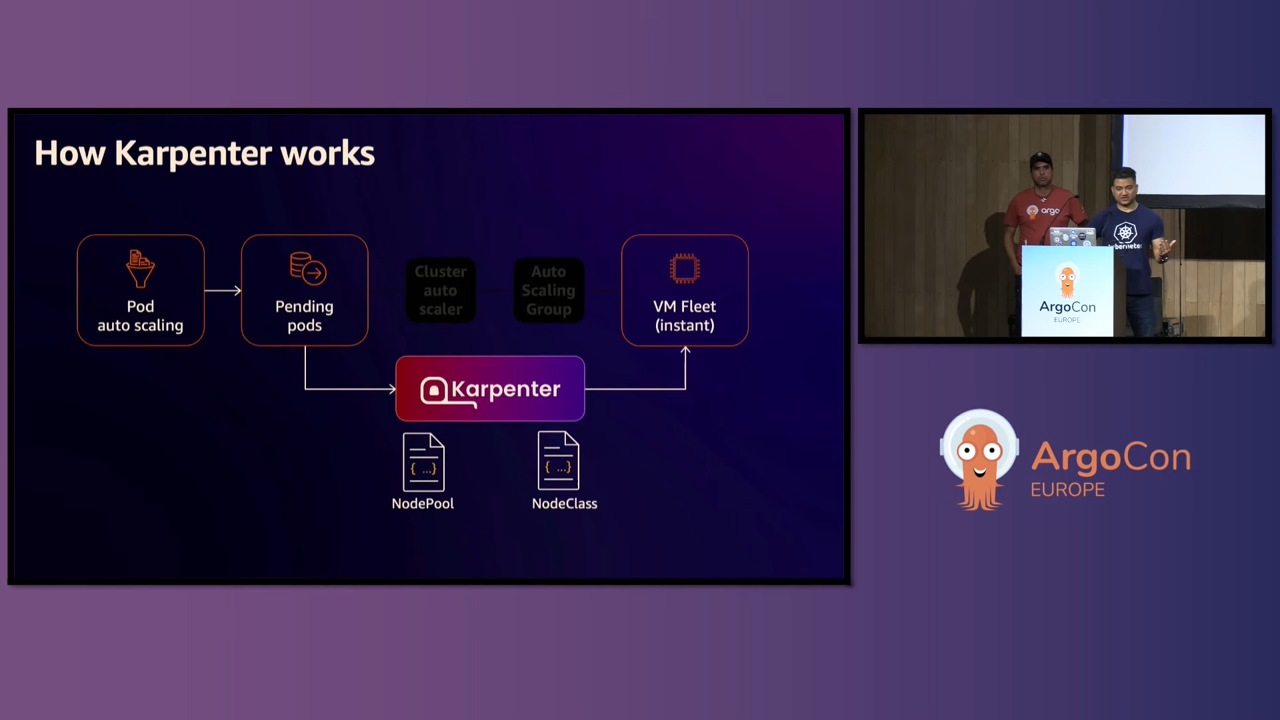 How Karpenter works
Pod
auto scaling
Pending
pods
Cluster
auto
scaler
Auto
Scaling
Group
VM Fleet
(instant)
Karpenter
{ ...}
{ ...}
NodePool
NodeClass
argo
kubernetes
ArgoCon
EUROPE
ArgoCon
EUROPE